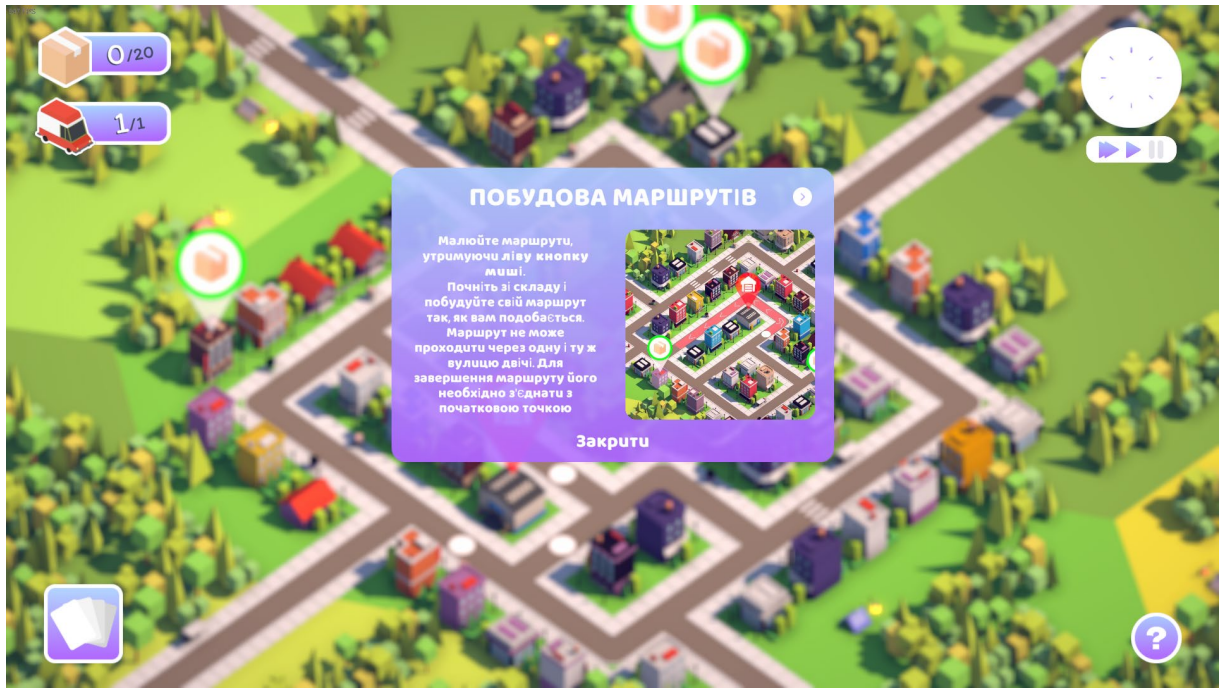 0/20
1/1
ПОБУДОВА МАРШРУТІВ
Малюйте маршрути,
утримуючи ліву кнопку
миші.
Почніть зі складу і
побудуйте свій маршрут
так, як вам подобається.
Маршрут не може
проходити через одну і ту ж
вулицю двічі. Для
завершення маршруту його
необхідно з'єднати з
початковою точкою
Закрити
?